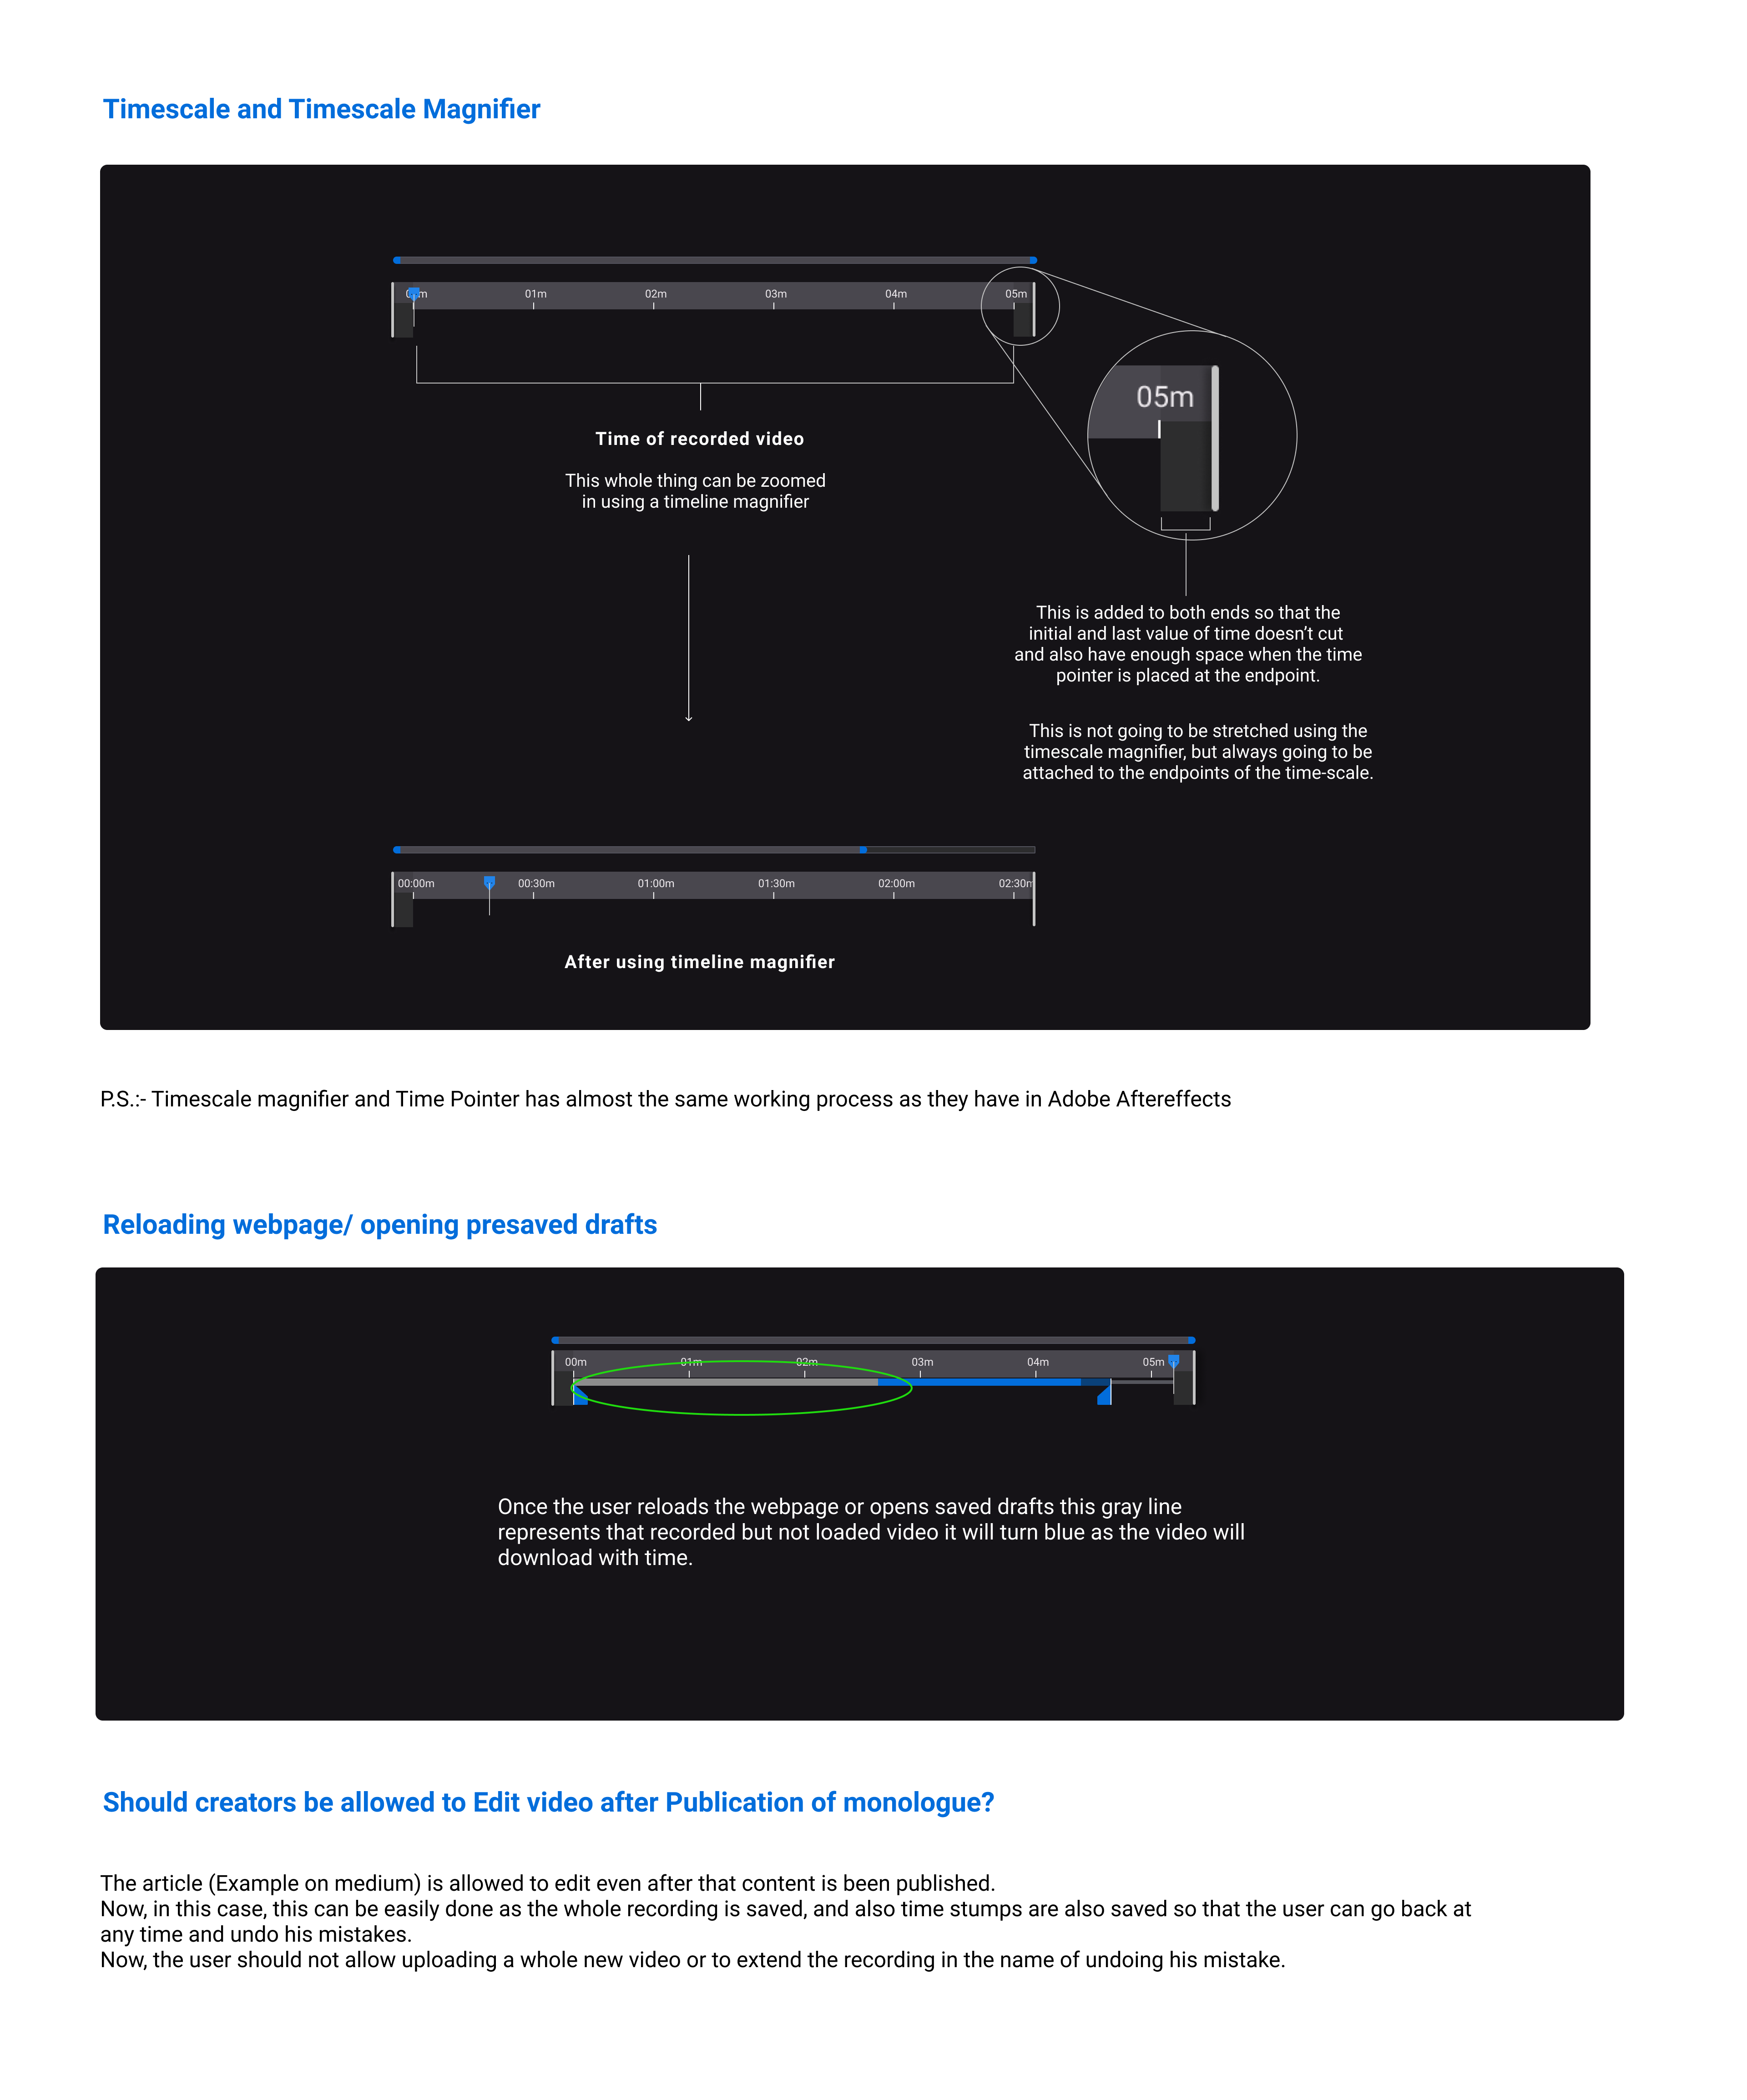 Timescale and Timescale Magnifier
01m 02m 03m 04m 05m
05m
Time of recorded video
This whole thing can be zoomed
in using a timeline magnifier
This is added to both ends so that the
initial and last value of time doesn’t cut
and also have enough space when the time
pointer is placed at the endpoint.
This is not going to be stretched using the
timescale magnifier, but always going to be
attached to the endpoints of the time-scale.
00:00m 00:30m 01:00m 01:30m 02:00m 02:30m
After using timeline magnifier
P.S.:- Timescale magnifier and Time Pointer has almost the same working process as they have in Adobe Aftereffects
Reloading webpage/ opening presaved drafts
00m 01m 02m 03m 04m 05m
Once the user reloads the webpage or opens saved drafts this gray line
represents that recorded but not loaded video it will turn blue as the video will
download with time.
Should creators be allowed to Edit video after Publication of monologue?
The article (Example on medium) is allowed to edit even after that content is been published.
Now, in this case, this can be easily done as the whole recording is saved, and also time stumps are also saved so that the user can go back at
any time and undo his mistakes.
Now, the user should not allow uploading a whole new video or to extend the recording in the name of undoing his mistake.